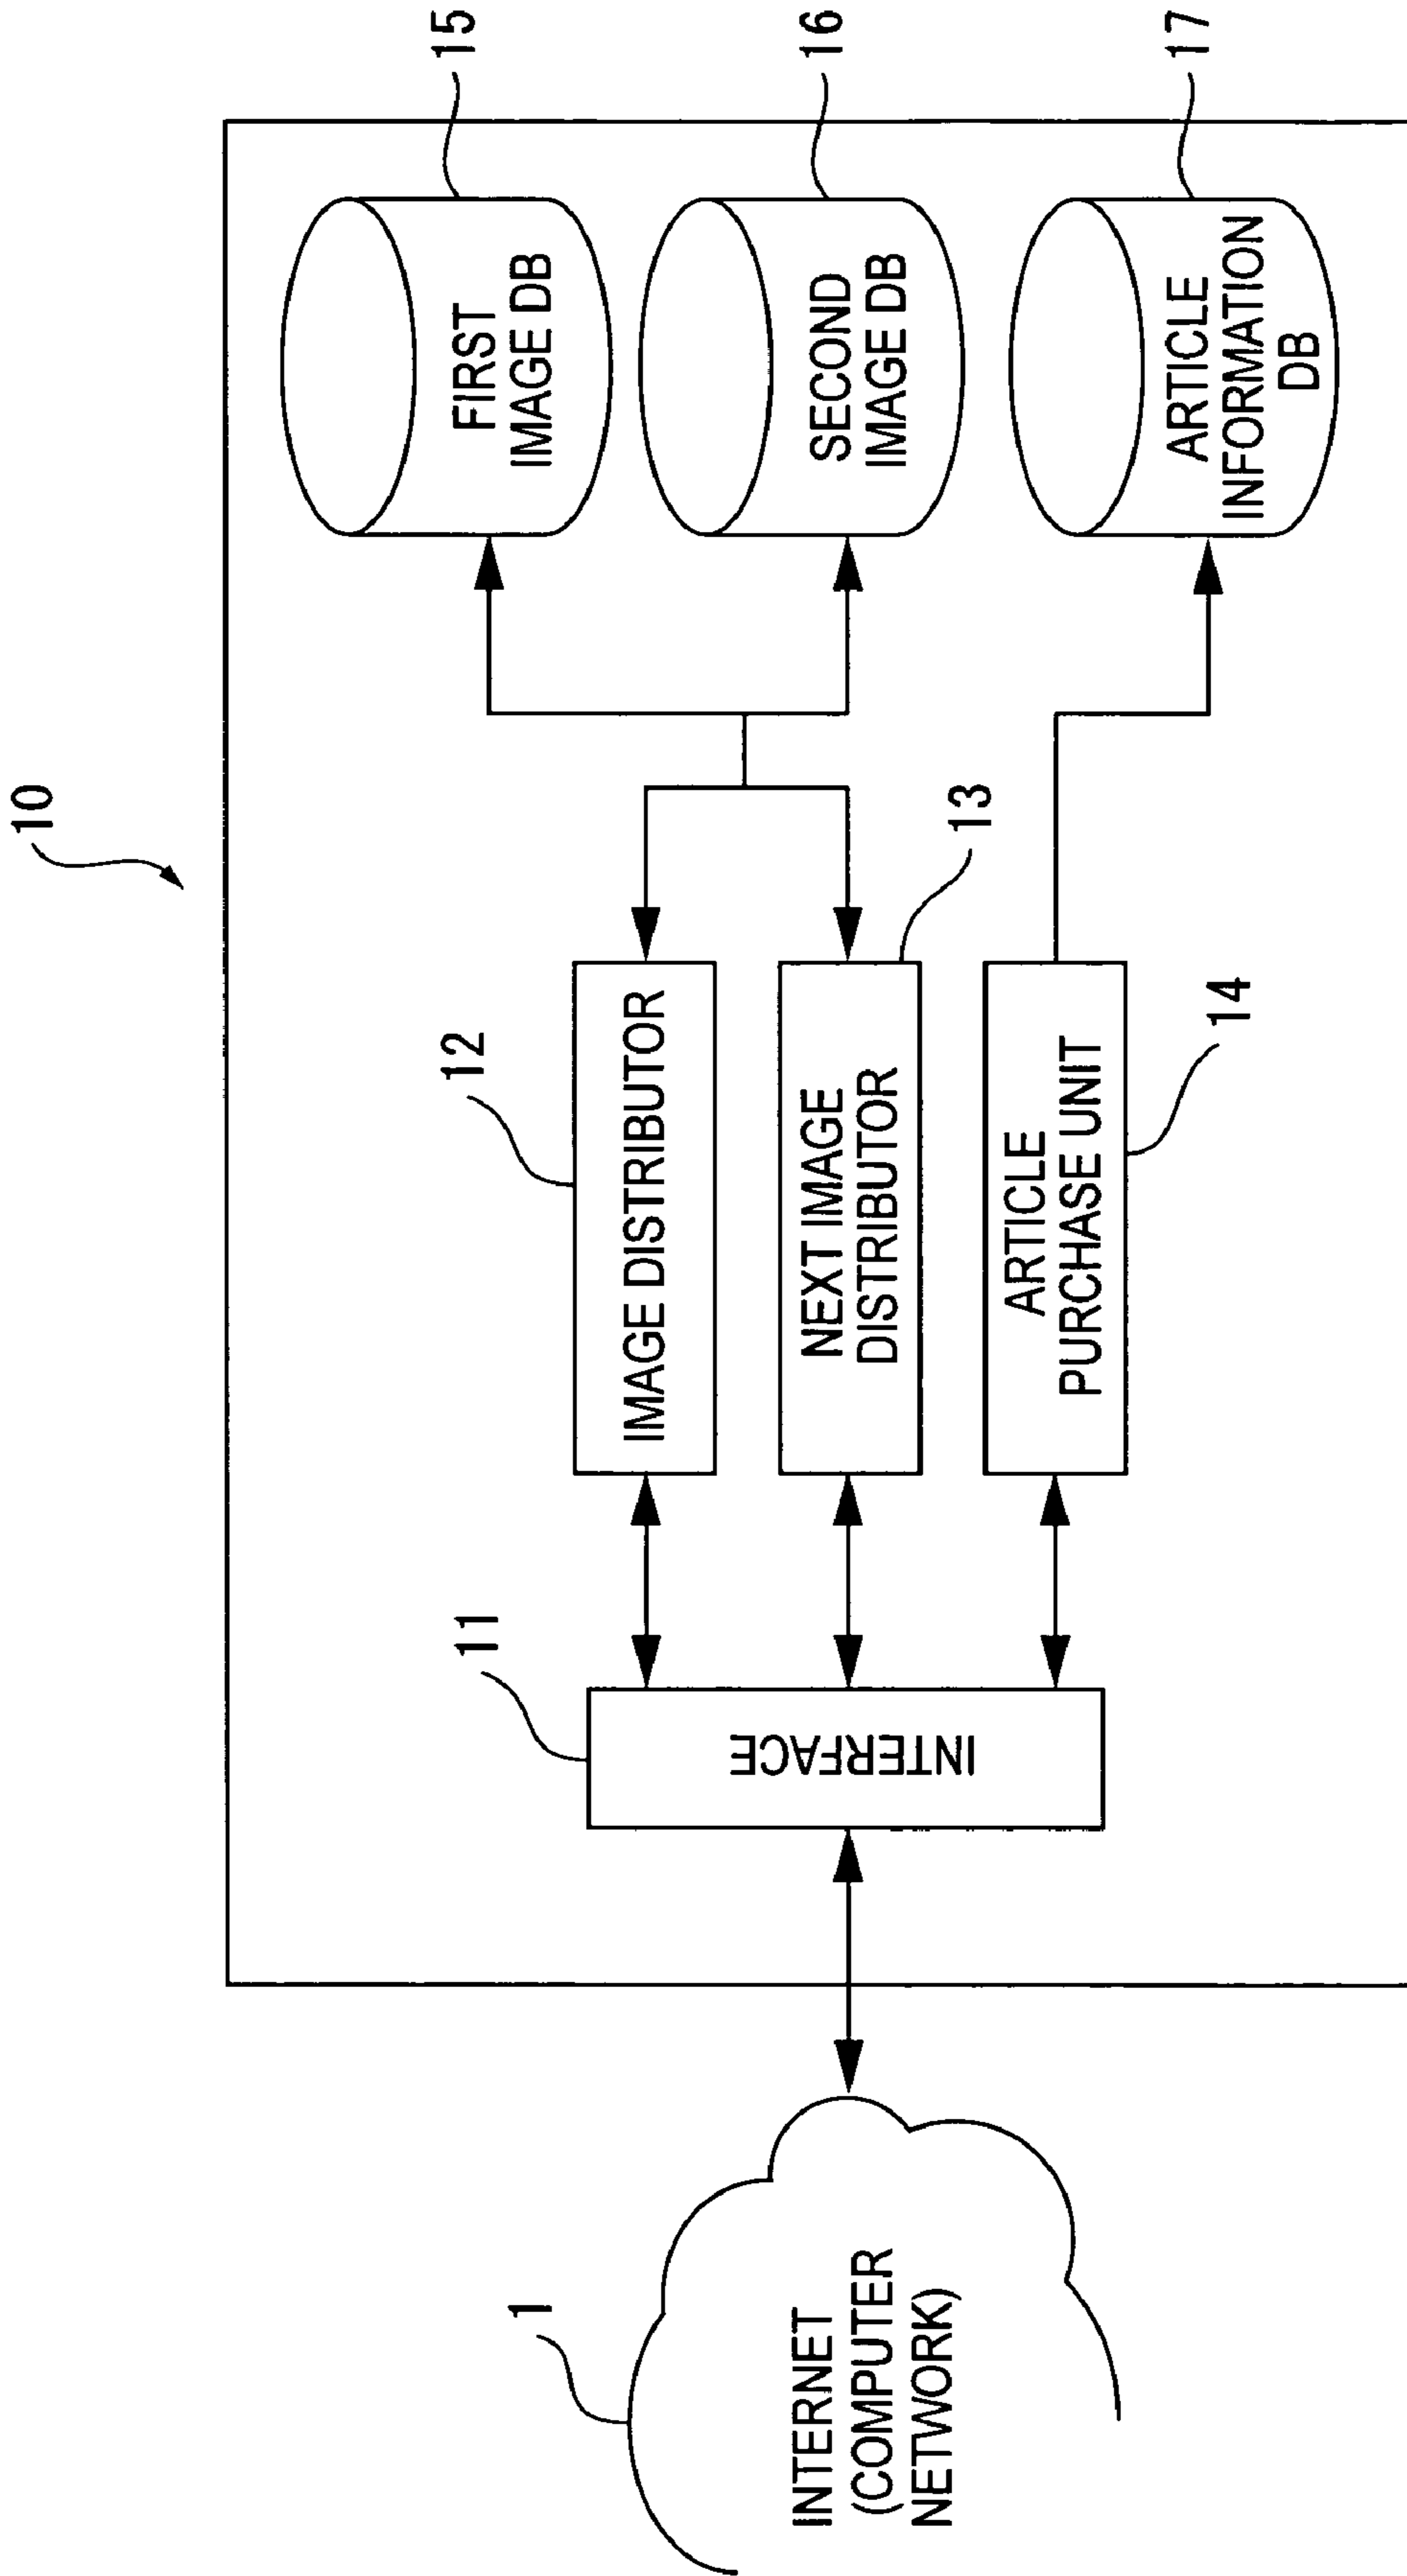 10
1
INTERNET
(COMPUTER
NETWORK)
11
INTERFACE
12
IMAGE DISTRIBUTOR
NEXT IMAGE
DISTRIBUTOR
13
ARTICLE
PURCHASE UNIT
14
FIRST
IMAGE DB
15
SECOND
IMAGE DB
16
ARTICLE
INFORMATION
DB
17